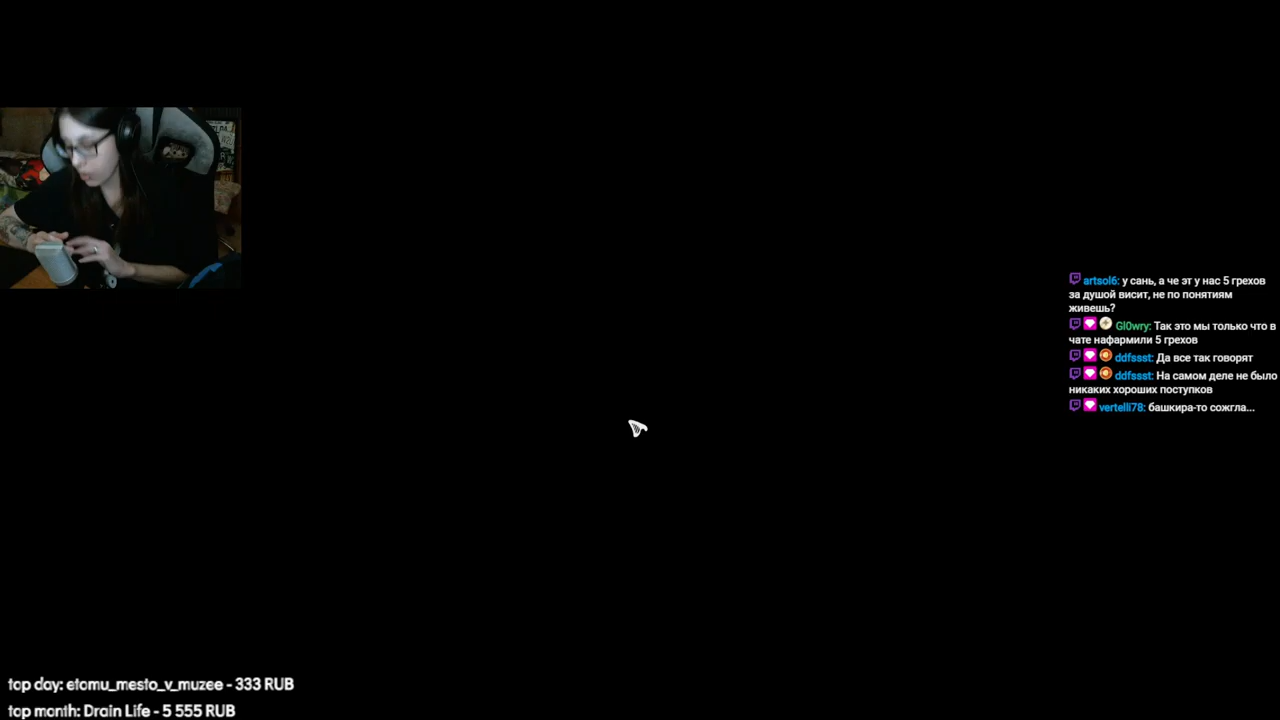 artsol6: у сань, а че эт у нас 5 грехов
за душой висит, не по понятиям
живешь?
Gl0wry: Так это мы только что в
чате нафармили 5 грехов
ddfssst: Да все так говорят
ddfssst: На самом деле не было
никаких хороших поступков
vertelli78: башкира-то сожгла...
top day: etomu_mesto_v_muzee - 333 RUB
top month: Drain Life - 5 555 RUB